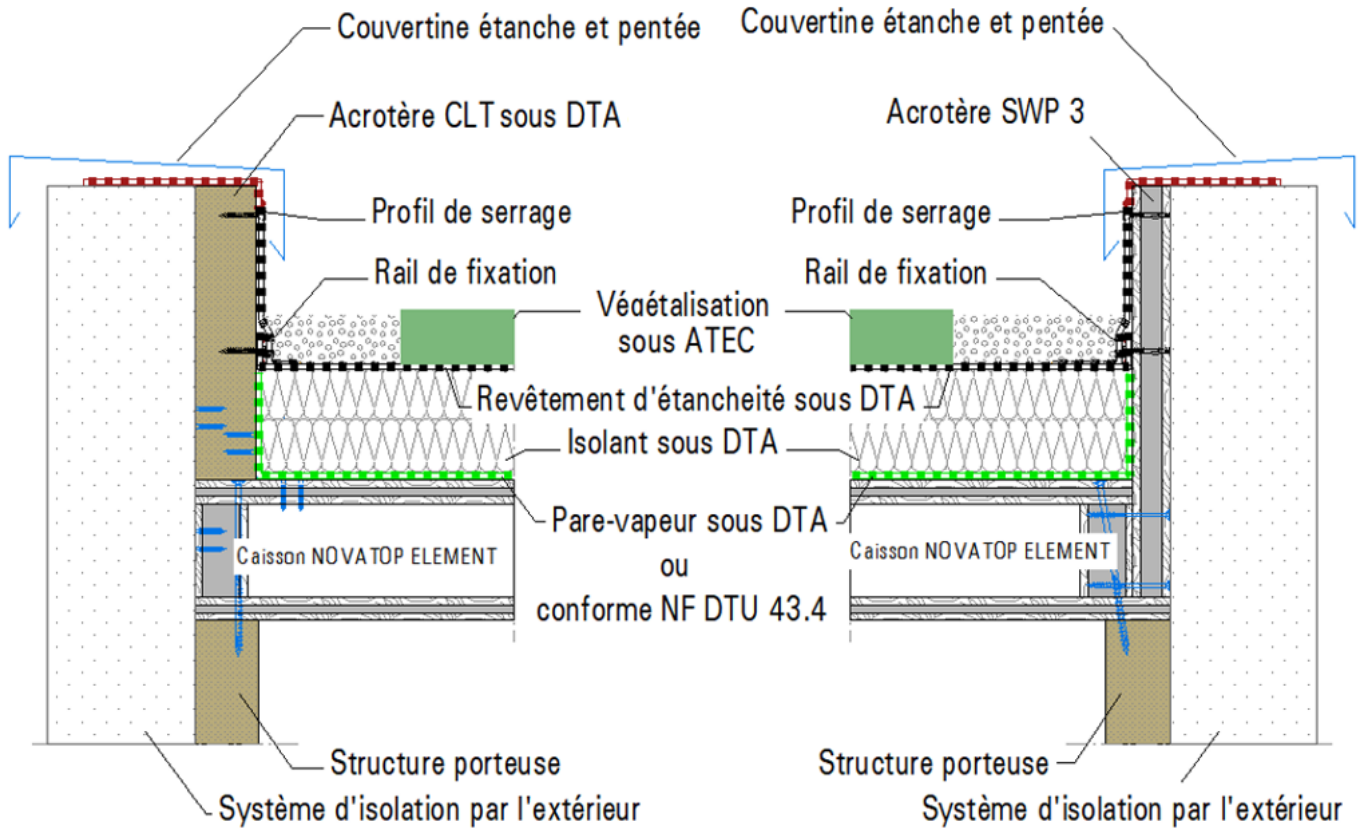 Couvertine étanche et pentée
Couvertine étanche et pentée
Acrotère CLT sous DTA
Acrotère SWP 3
Profil de serrage
Profil de serrage
Rail de fixation
Rail de fixation
Végétalisation
sous ATEC
Revêtement d'étancheité sous DTA
Isolant sous DTA
Pare-vapeur sous DTA
ou
conforme NF DTU 43.4
Caisson NOVATOP ELEMENT
Caisson NOVATOP ELEMENT
Structure porteuse
Structure porteuse
Système d'isolation par l'extérieur
Système d'isolation par l'extérieur